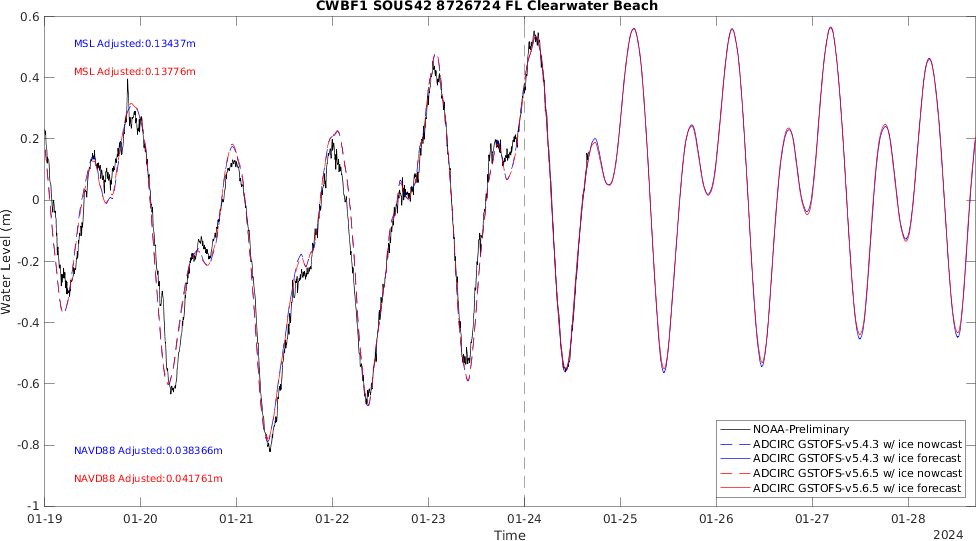 CWBF1 SOUS42 8726724 FL Clearwater Beach
0.6
MSL Adjusted:0.13437m
MSL Adjusted:0.13776m
0.4
0.2
0
-0.2
-0.4
-0.6
-0.8
-1
Water Level (m)
NAVD88 Adjusted:0.038366m
NAVD88 Adjusted:0.041761m
NOAA-Preliminary
ADCIRC GSTOFS-v5.4.3 w/ ice nowcast
ADCIRC GSTOFS-v5.4.3 w/ ice forecast
ADCIRC GSTOFS-v5.6.5 w/ ice nowcast
ADCIRC GSTOFS-v5.6.5 w/ ice forecast
01-19 01-20 01-21 01-22 01-23 01-24 01-25 01-26 01-27 01-28
Time
2024